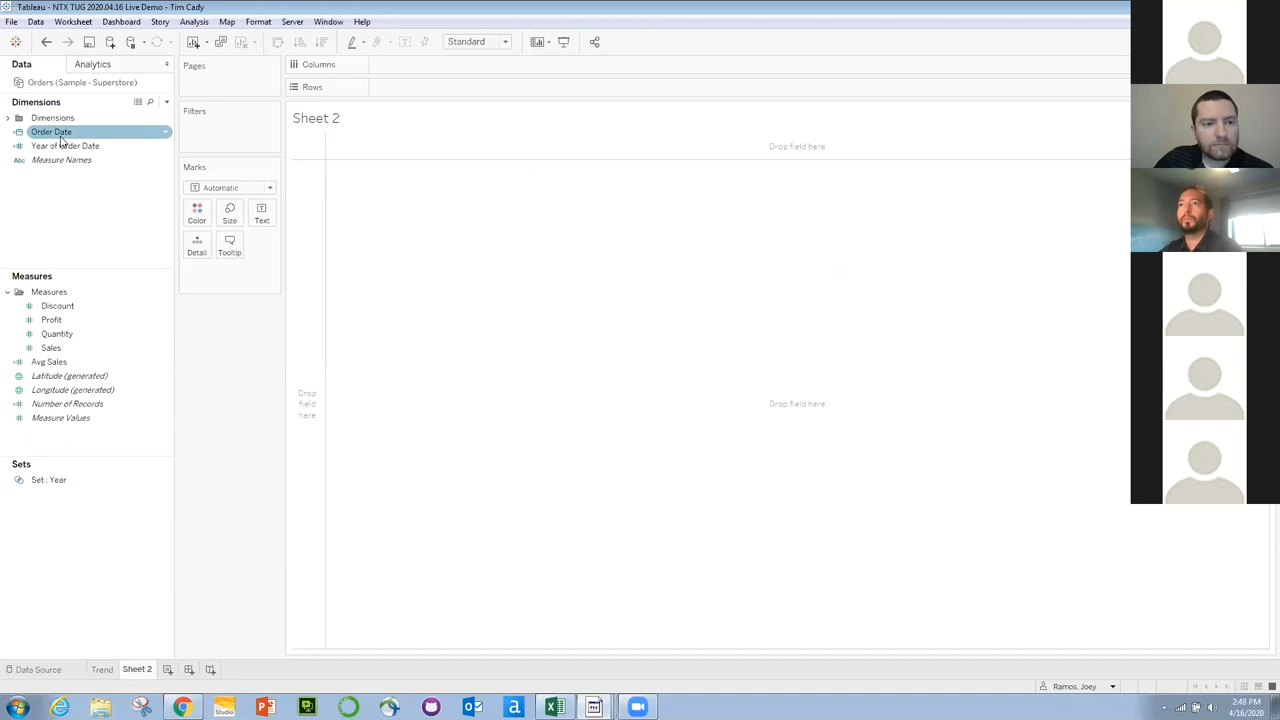 Tableau - NTX TUG 2020.04.16 Live Demo - Tim Cady
File Data Worksheet Dashboard Story Analysis Map Format Server Window Help
Standard
Data Analytics
Orders (Sample - Superstore)
Dimensions
Dimensions
Order Date
Year of Order Date
Abc Measure Names
Measures
Measures
Discount
Profit
Quantity
Sales
Avg Sales
Latitude (generated)
Longitude (generated)
Number of Records
Measure Values
Sets
Set : Year
Pages
Filters
Marks
Automatic
Color Size Text
Detail Tooltip
Columns
Rows
Sheet 2
Drop field here
Drop
field
here
Drop field here
Data Source Trend Sheet 2
Ramos, Joey
Studio
2:48 PM
4/16/2020